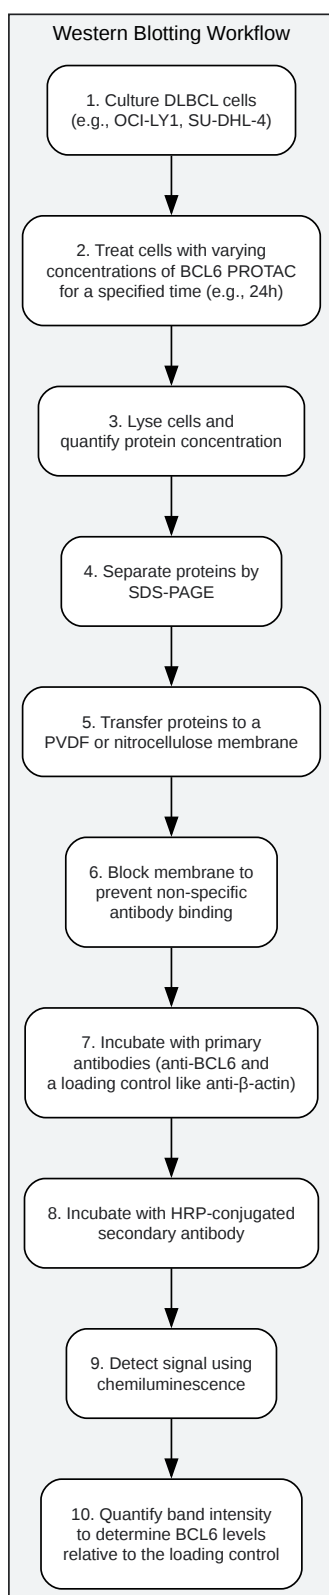 Western Blotting Workflow
1. Culture DLBCL cells
(e.g., OCI-LY1, SU-DHL-4)
2. Treat cells with varying
concentrations of BCL6 PROTAC
for a specified time (e.g., 24h)
3. Lyse cells and
quantify protein concentration
4. Separate proteins by
SDS-PAGE
5. Transfer proteins to a
PVDF or nitrocellulose membrane
6. Block membrane to
prevent non-specific
antibody binding
7. Incubate with primary
antibodies (anti-BCL6 and
a loading control like anti-β-actin)
8. Incubate with HRP-conjugated
secondary antibody
9. Detect signal using
chemiluminescence
10. Quantify band intensity
to determine BCL6 levels
relative to the loading control